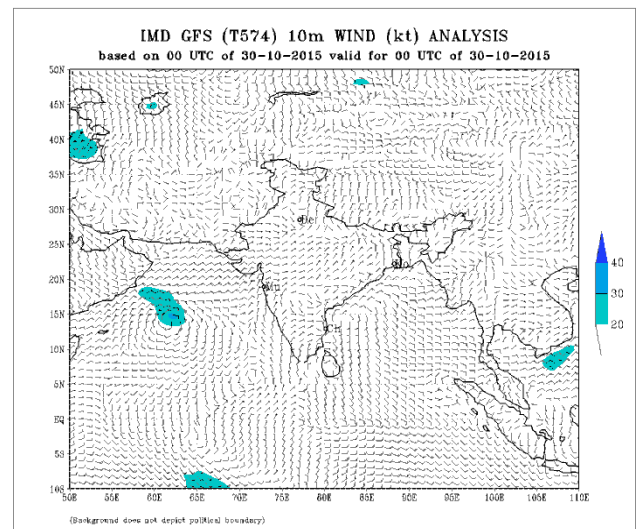 IMD GFS (T574) 10m WIND (kt) ANALYSIS
based on 00 UTC of 30-10-2015 valid for 00 UTC of 30-10-2015
50N
45N
40N
35N
30N
25N
20N
15N
10N
5N
EQ
5S
10S
50E 55E 60E 65E 70E 75E 80E 85E 90E 95E 100E 105E 110E
De
Mu
Ch
40
30
20
(Background does not depict political boundary)